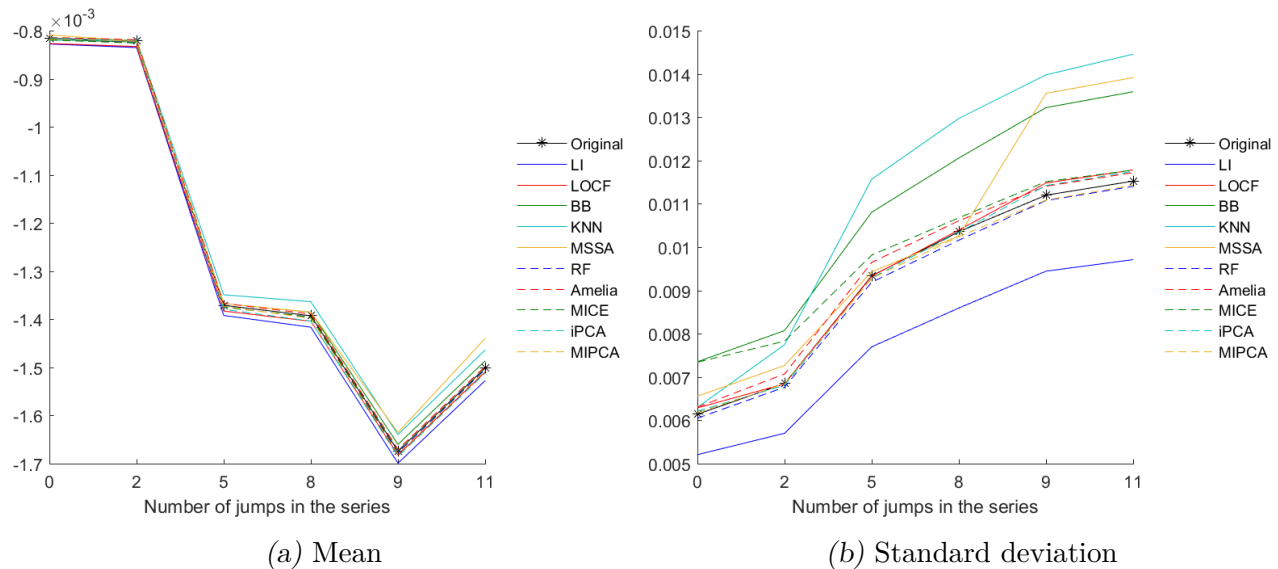 ×10⁻³
-0.8
-0.9
-1
-1.1
-1.2
-1.3
-1.4
-1.5
-1.6
-1.7
0 2 5 8 9 11
Number of jumps in the series
Original
LI
LOCF
BB
KNN
MSSA
RF
Amelia
MICE
iPCA
MIPCA
(a) Mean
0.015
0.015
0.014
0.013
0.012
0.011
0.01
0.009
0.008
0.007
0.006
0.005
0 2 5 8 9 11
Number of jumps in the series
Original
LI
LOCF
BB
KNN
MSSA
RF
Amelia
MICE
iPCA
MIPCA
(b) Standard deviation